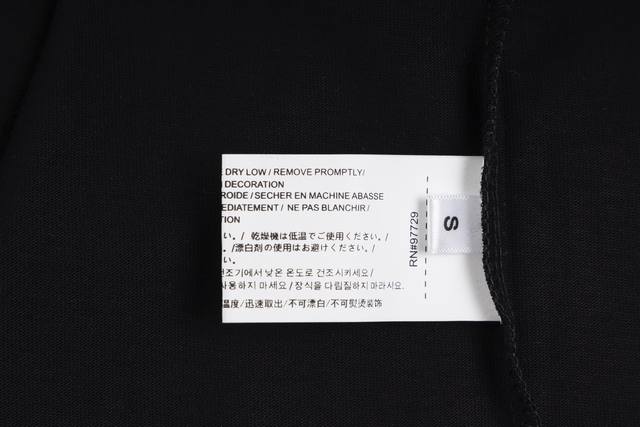 DRY LOW / REMOVE PROMPTLY/
DECORATION
ROIDE / SECHER EN MACHINE ABASSE
EDIATEMENT / NE PAS BLANCHIR /
TION
い。/ 乾燥機は低温でご使用ください。/
。/漂白剤の使用はお避けください。/
い。
건조기에서 낮은 온도로 건조시키세요/
사용하지 마세요 / 장식을 다림질하지 마라서요.
温度/迅速取出/不可漂白/不可熨烫装饰
RN#97729
S